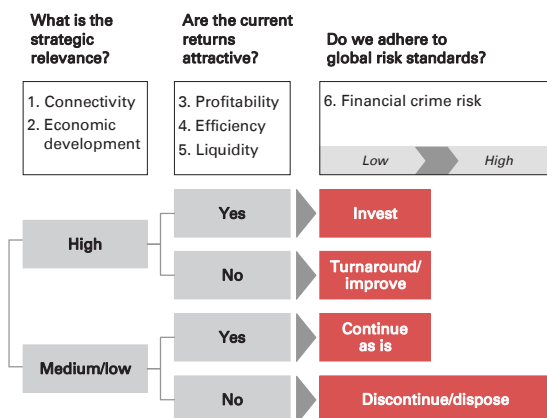 What is the
strategic
relevance?
Are the current
returns
attractive?
Do we adhere to
global risk standards?
1. Connectivity
2. Economic
development
3. Profitability
4. Efficiency
5. Liquidity
6. Financial crime risk
Low
High
High
Yes
Invest
No
Turnaround/
improve
Medium/low
Yes
Continue
as is
No
Discontinue/dispose